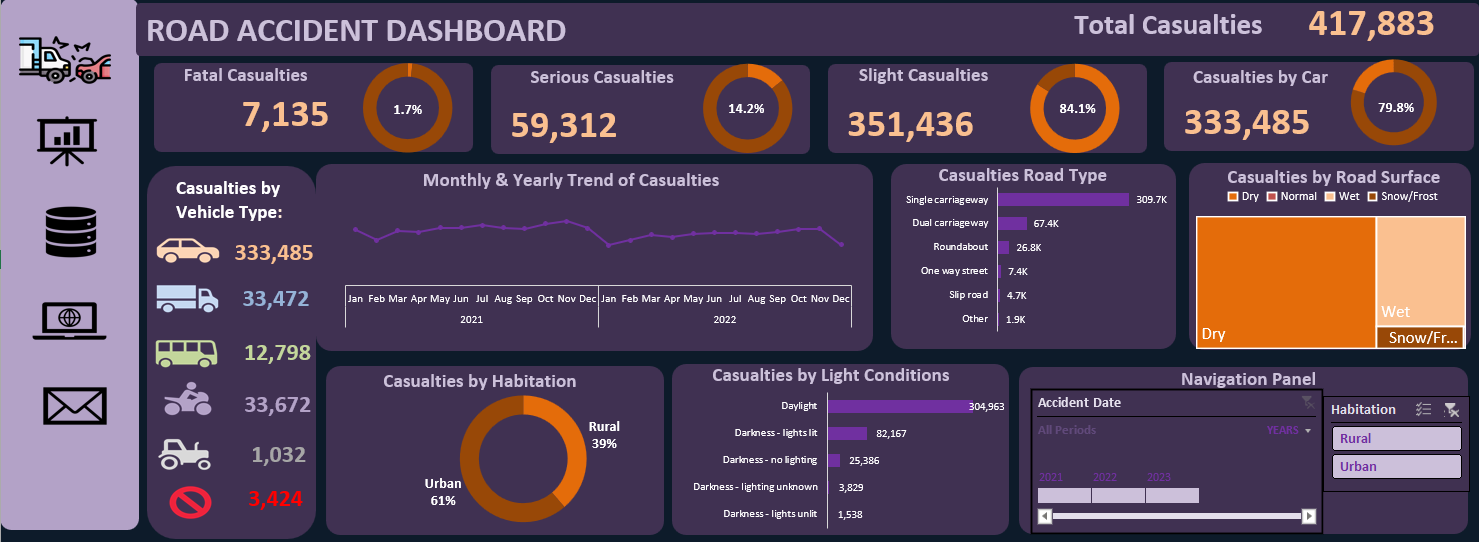 ROAD ACCIDENT DASHBOARD
Total Casualties
417,883
Fatal Casualties
7,135
1.7%
Serious Casualties
59,312
14.2%
Slight Casualties
351,436
84.1%
Casualties by Car
333,485
79.8%
Casualties by
Vehicle Type:
333,485
33,472
12,798
33,672
1,032
3,424
Monthly & Yearly Trend of Casualties
Jan Feb Mar Apr May Jun Jul Aug Sep Oct Nov Dec Jan Feb Mar Apr May Jun Jul Aug Sep Oct Nov Dec
2021 2022
Casualties Road Type
Single carriageway 309.7K
Dual carriageway 67.4K
Roundabout 26.8K
One way street 7.4K
Slip road 4.7K
Other 1.9K
Casualties by Road Surface
Dry Normal Wet Snow/Frost
Wet
Dry
Snow/Fr...
Casualties by Habitation
Rural
39%
Urban
61%
Casualties by Light Conditions
Daylight 304,963
Darkness - lights lit 82,167
Darkness - no lighting 25,386
Darkness - lighting unknown 3,829
Darkness - lights unlit 1,538
Navigation Panel
Accident Date
All Periods YEARS
2021 2022 2023
Habitation
Rural
Urban